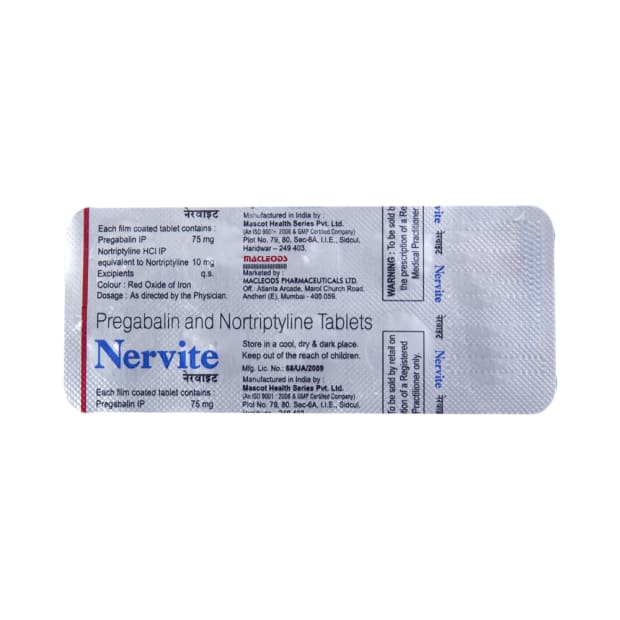 नेरवाइट
Each film coated tablet contains :
Pregabalin IP 75 mg
Nortriptyline HCl IP
equivalent to Nortriptyline 10 mg
Excipients q.s.
Colour : Red Oxide of Iron
Dosage : As directed by the Physician.
Manufactured in India by :
Mascot Health Series Pvt. Ltd.
(An ISO 9001 : 2008 & GMP Certified Company)
Plot No. 79, 80, Sec-6A, I.I.E., Sidcul,
Haridwar – 249 403.
MACLEODS
Marketed by :
MACLEODS PHARMACEUTICALS LTD.
Off. Atlanta Arcade, Marol Church Road,
Andheri (E), Mumbai - 400 059.
Pregabalin and Nortriptyline Tablets
Nervite
नेरवाइट
Store in a cool, dry & dark place.
Keep out of the reach of children.
Mfg. Lic. No.: 68/UA/2009
Each film coated tablet contains :
Pregabalin IP 75 mg
Manufactured in India by :
Mascot Health Series Pvt. Ltd.
(An ISO 9001 : 2008 & GMP Certified Company)
Plot No. 79, 80, Sec-6A, I.I.E., Sidcul,
Haridwar – 249 403.
WARNING : To be sold b
the prescription of a Re
Medical Practitioner
To be sold by retail on
tion of a Registered
Practitioner only.
vite
नेरवाइट
Nervite
नेरवाइट
Nervite
नेरवाइट